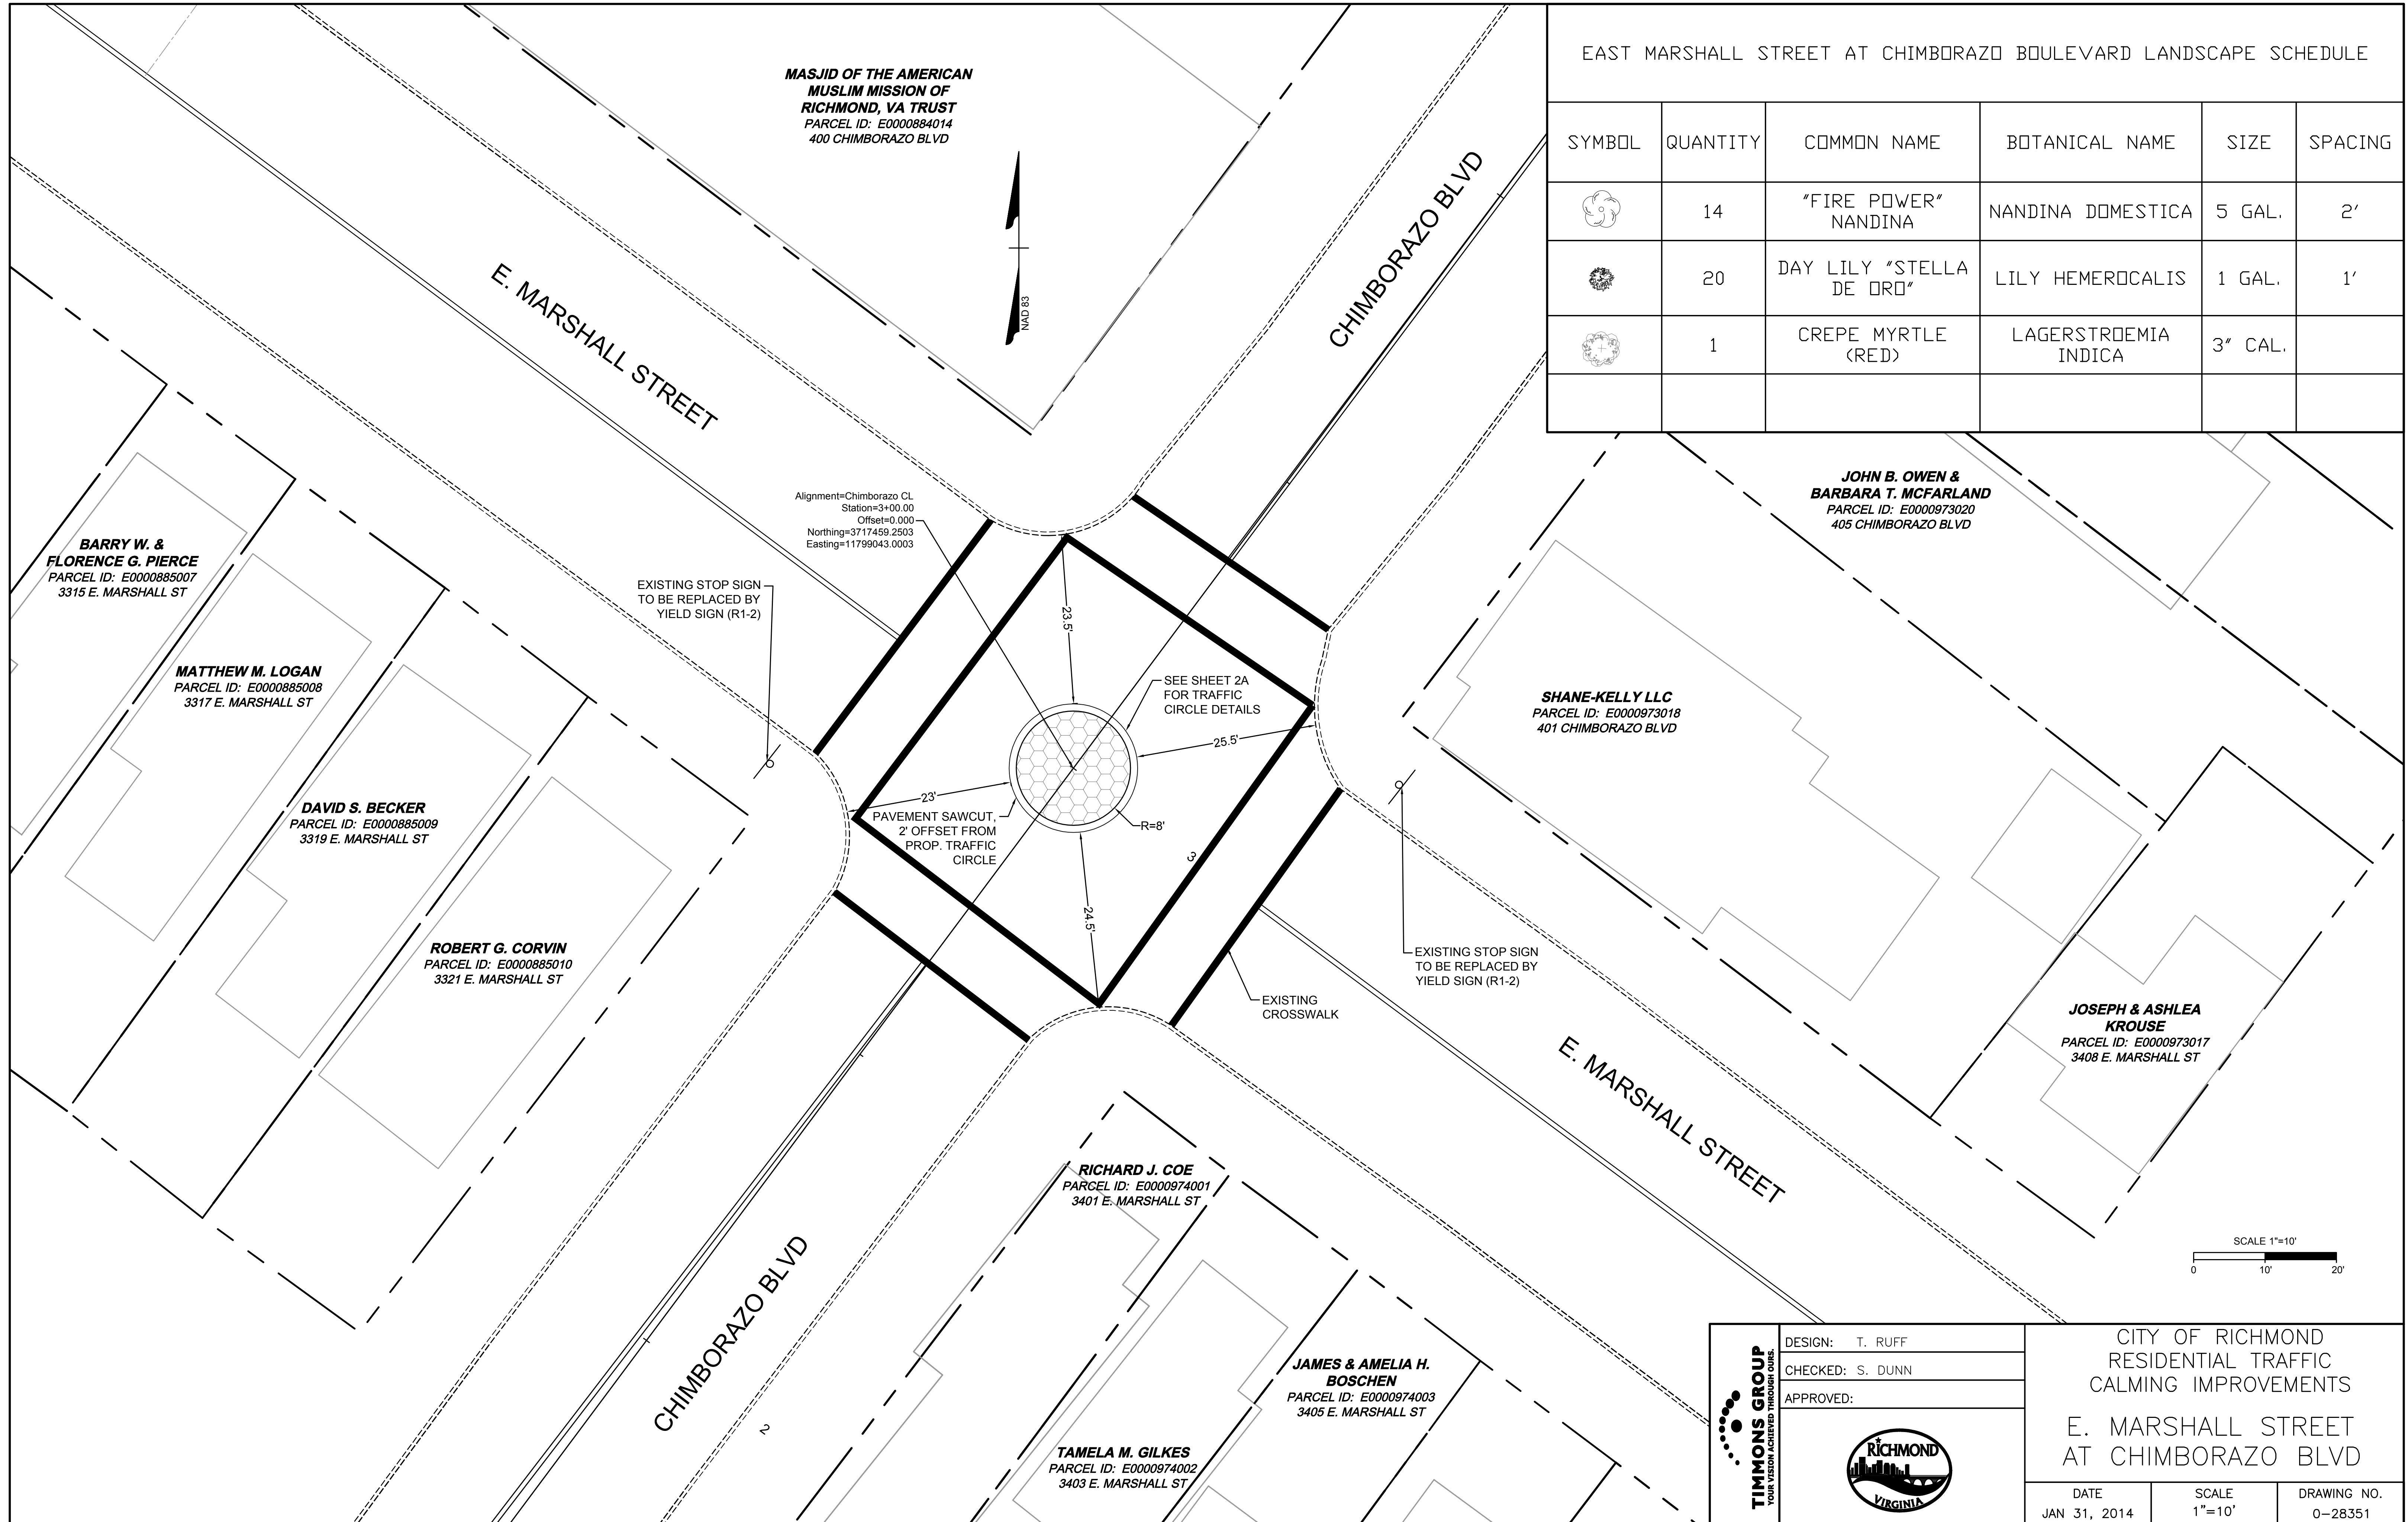 EAST MARSHALL STREET AT CHIMBORAZO BOULEVARD LANDSCAPE SCHEDULE
SYMBOL QUANTITY COMMON NAME BOTANICAL NAME SIZE SPACING
14 "FIRE POWER" NANDINA NANDINA DOMESTICA 5 GAL. 2'
20 DAY LILY "STELLA DE ORO" LILY HEMEROCALIS 1 GAL. 1'
1 CREPE MYRTLE (RED) LAGERSTROEMIA INDICA 3" CAL.
MASJID OF THE AMERICAN
MUSLIM MISSION OF
RICHMOND, VA TRUST
PARCEL ID: E0000884014
400 CHIMBORAZO BLVD
NAD 83
E. MARSHALL STREET
CHIMBORAZO BLVD
JOHN B. OWEN &
BARBARA T. MCFARLAND
PARCEL ID: E0000973020
405 CHIMBORAZO BLVD
Alignment=Chimborazo CL
Station=3+00.00
Offset=0.000
Northing=3717459.2503
Easting=11799043.0003
BARRY W. &
FLORENCE G. PIERCE
PARCEL ID: E0000885007
3315 E. MARSHALL ST
EXISTING STOP SIGN
TO BE REPLACED BY
YIELD SIGN (R1-2)
MATTHEW M. LOGAN
PARCEL ID: E0000885008
3317 E. MARSHALL ST
23.5'
SEE SHEET 2A
FOR TRAFFIC
CIRCLE DETAILS
25.5'
SHANE-KELLY LLC
PARCEL ID: E0000973018
401 CHIMBORAZO BLVD
DAVID S. BECKER
PARCEL ID: E0000885009
3319 E. MARSHALL ST
23'
PAVEMENT SAWCUT,
2' OFFSET FROM
PROP. TRAFFIC
CIRCLE
R=8'
3
24.5'
ROBERT G. CORVIN
PARCEL ID: E0000885010
3321 E. MARSHALL ST
EXISTING STOP SIGN
TO BE REPLACED BY
YIELD SIGN (R1-2)
EXISTING
CROSSWALK
JOSEPH & ASHLEA
KROUSE
PARCEL ID: E0000973017
3408 E. MARSHALL ST
E. MARSHALL STREET
RICHARD J. COE
PARCEL ID: E0000974001
3401 E. MARSHALL ST
CHIMBORAZO BLVD
2
JAMES & AMELIA H.
BOSCHEN
PARCEL ID: E0000974003
3405 E. MARSHALL ST
TAMELA M. GILKES
PARCEL ID: E0000974002
3403 E. MARSHALL ST
SCALE 1"=10'
0 10' 20'
TIMMONS GROUP
YOUR VISION ACHIEVED THROUGH OURS.
DESIGN: T. RUFF
CHECKED: S. DUNN
APPROVED:
RICHMOND
VIRGINIA
CITY OF RICHMOND
RESIDENTIAL TRAFFIC
CALMING IMPROVEMENTS
E. MARSHALL STREET
AT CHIMBORAZO BLVD
DATE SCALE DRAWING NO.
JAN 31, 2014 1"=10' 0-28351